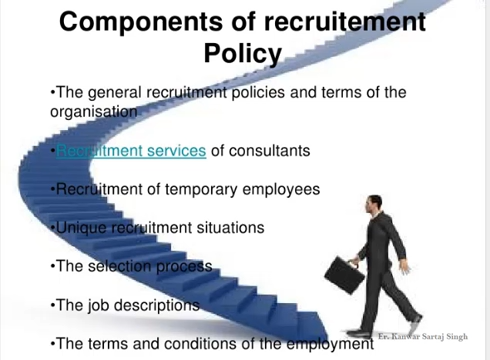 Components of recruitement
Policy
•The general recruitment policies and terms of the
organisation
•Recruitment services of consultants
•Recruitment of temporary employees
•Unique recruitment situations
•The selection process
•The job descriptions
•The terms and conditions of the employment
Er. Kanwar Sartaj Singh